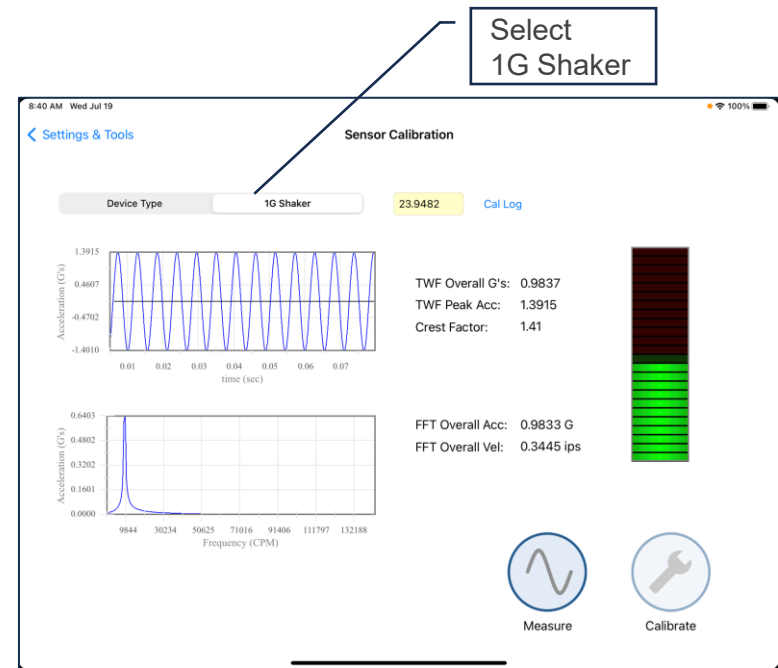 Select
1G Shaker
8:40 AM Wed Jul 19
100%
Settings & Tools
Sensor Calibration
Device Type
1G Shaker
23.9482
Cal Log
1.3915
0.4607
-0.4702
-1.4010
Acceleration (G's)
0.01 0.02 0.03 0.04 0.05 0.06 0.07
time (sec)
TWF Overall G's: 0.9837
TWF Peak Acc: 1.3915
Crest Factor: 1.41
0.6403
0.4802
0.3202
0.1601
0.0000
Acceleration (G's)
9844 30234 50625 71016 91406 111797 132188
Frequency (CPM)
FFT Overall Acc: 0.9833 G
FFT Overall Vel: 0.3445 ips
Measure
Calibrate